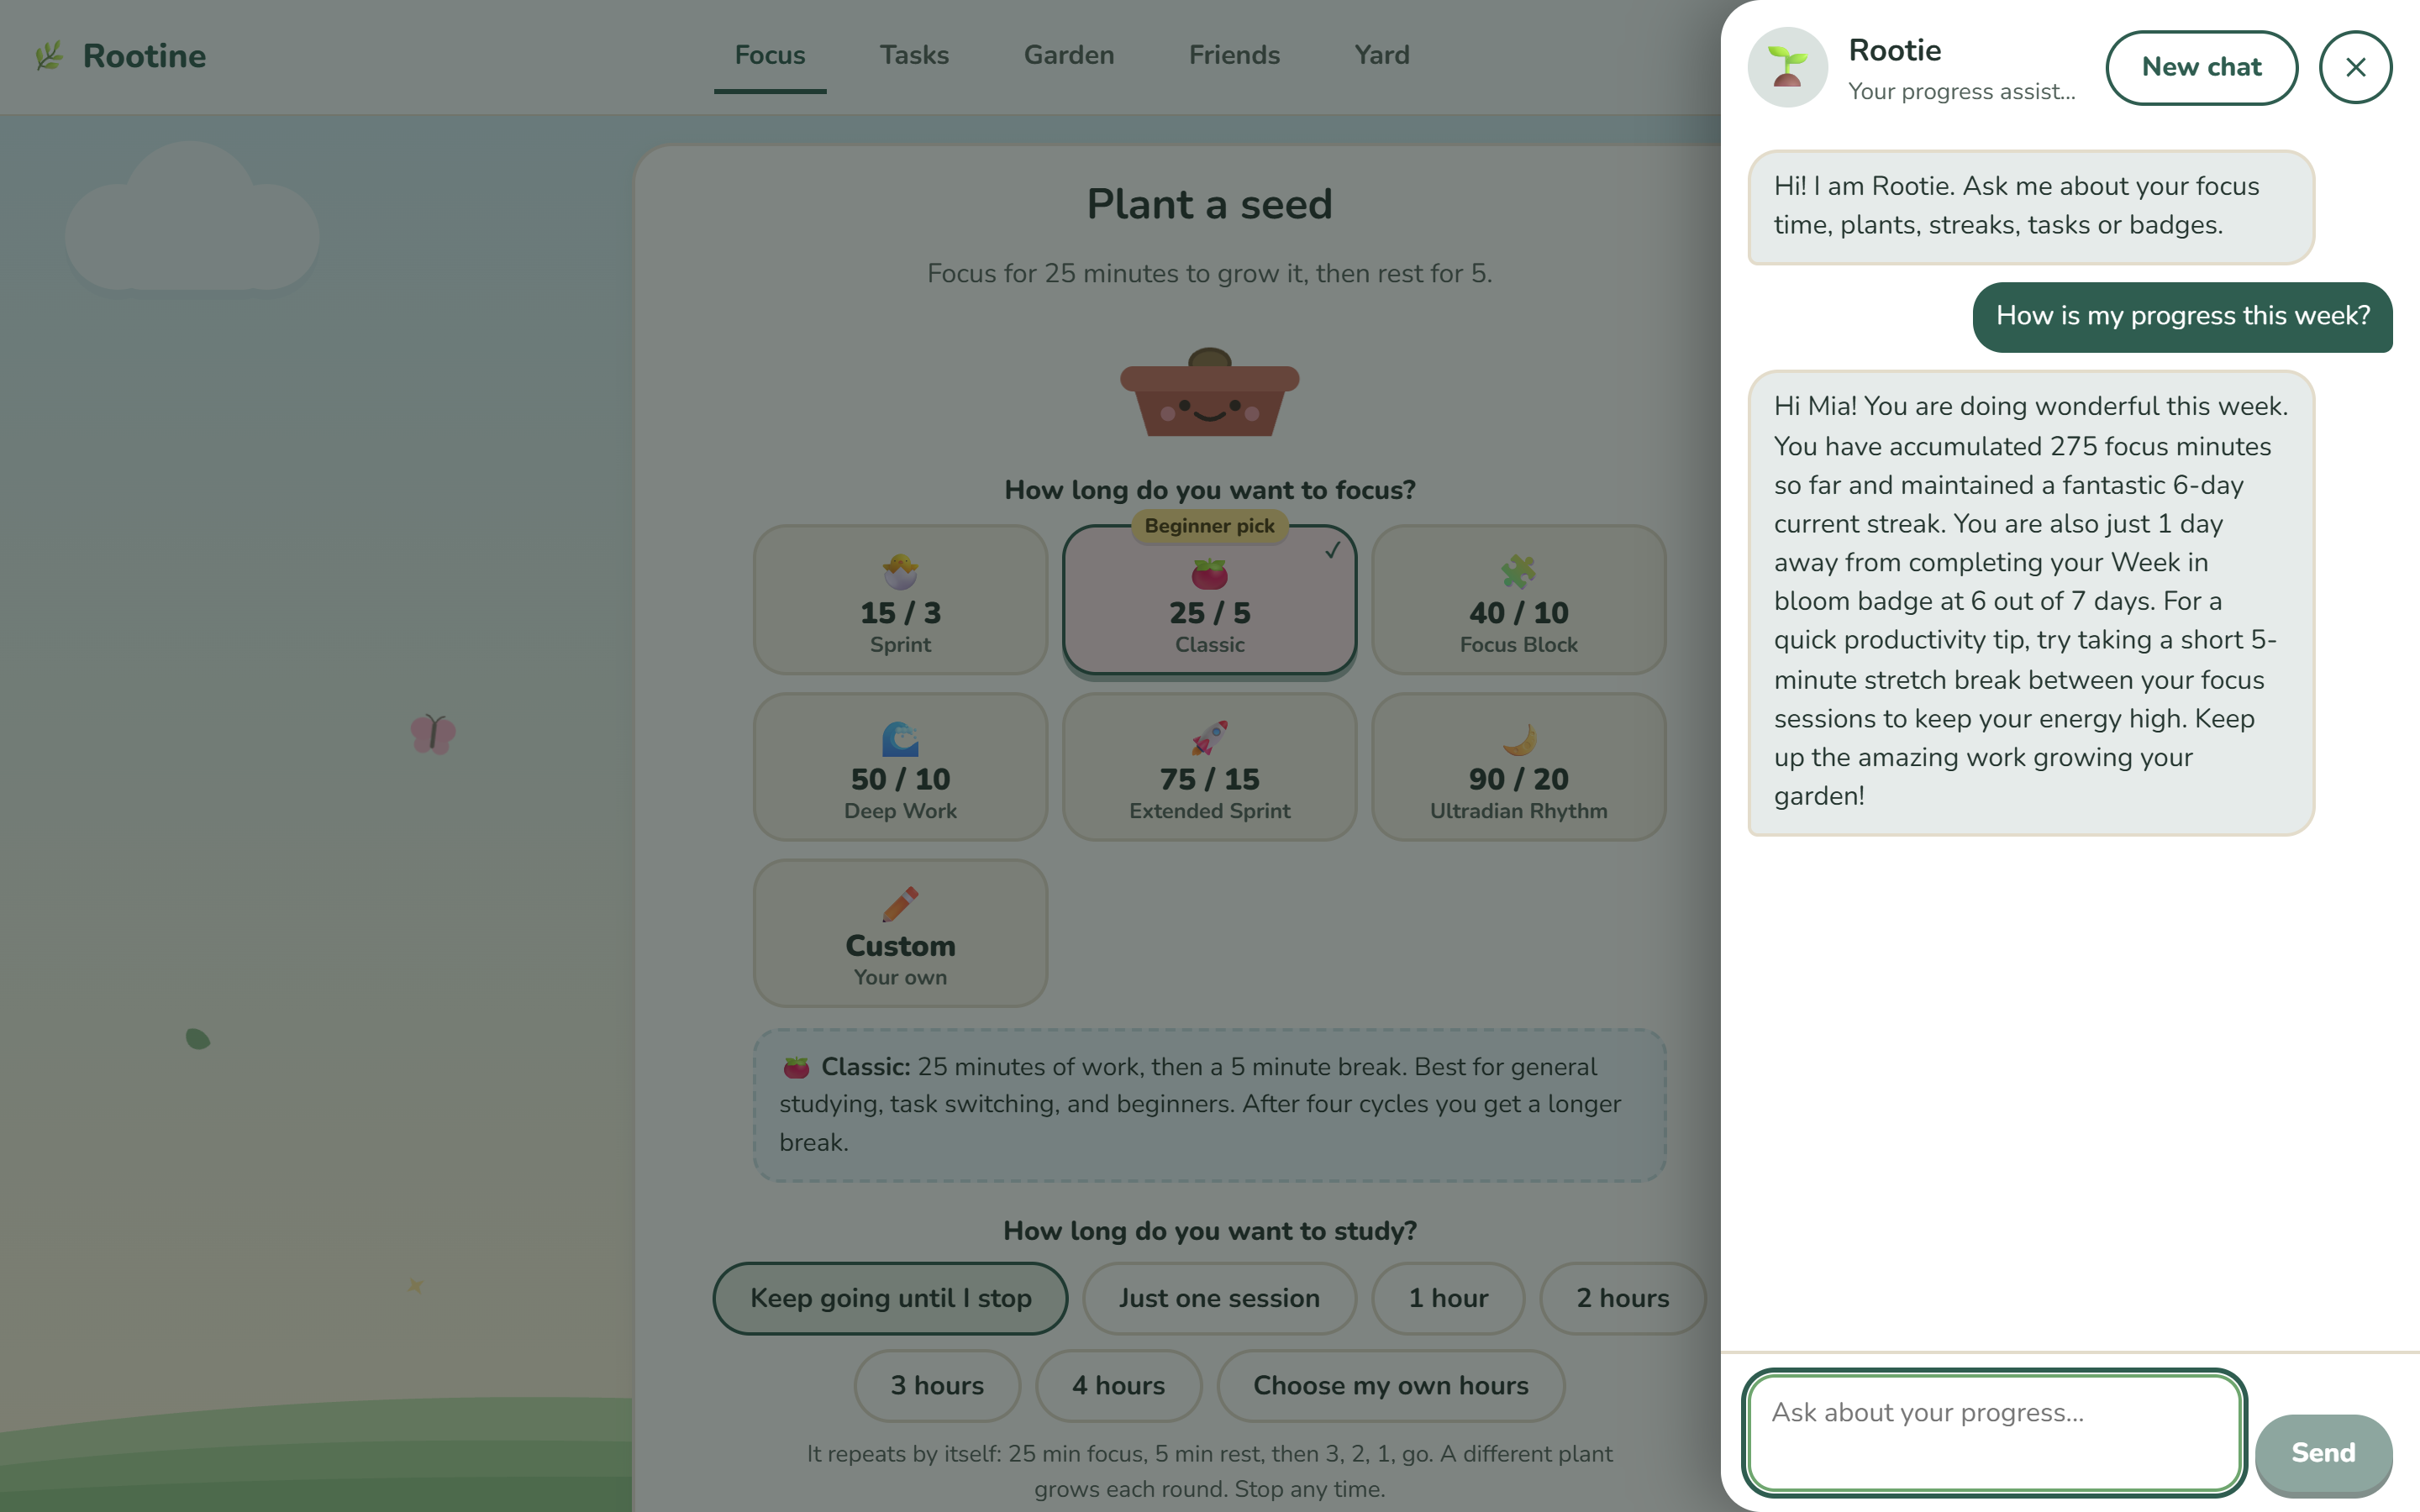 Rootine
Focus
Tasks
Garden
Friends
Yard
Plant a seed
Focus for 25 minutes to grow it, then rest for 5.
How long do you want to focus?
15 / 3
Sprint
Beginner pick
25 / 5
Classic
40 / 10
Focus Block
50 / 10
Deep Work
75 / 15
Extended Sprint
90 / 20
Ultradian Rhythm
Custom
Your own
Classic: 25 minutes of work, then a 5 minute break. Best for general
studying, task switching, and beginners. After four cycles you get a longer
break.
How long do you want to study?
Keep going until I stop
Just one session
1 hour
2 hours
3 hours
4 hours
Choose my own hours
It repeats by itself: 25 min focus, 5 min rest, then 3, 2, 1, go. A different plant
grows each round. Stop any time.
Rootie
Your progress assist...
New chat
Hi! I am Rootie. Ask me about your focus
time, plants, streaks, tasks or badges.
How is my progress this week?
Hi Mia! You are doing wonderful this week.
You have accumulated 275 focus minutes
so far and maintained a fantastic 6-day
current streak. You are also just 1 day
away from completing your Week in
bloom badge at 6 out of 7 days. For a
quick productivity tip, try taking a short 5-
minute stretch break between your focus
sessions to keep your energy high. Keep
up the amazing work growing your
garden!
Ask about your progress...
Send